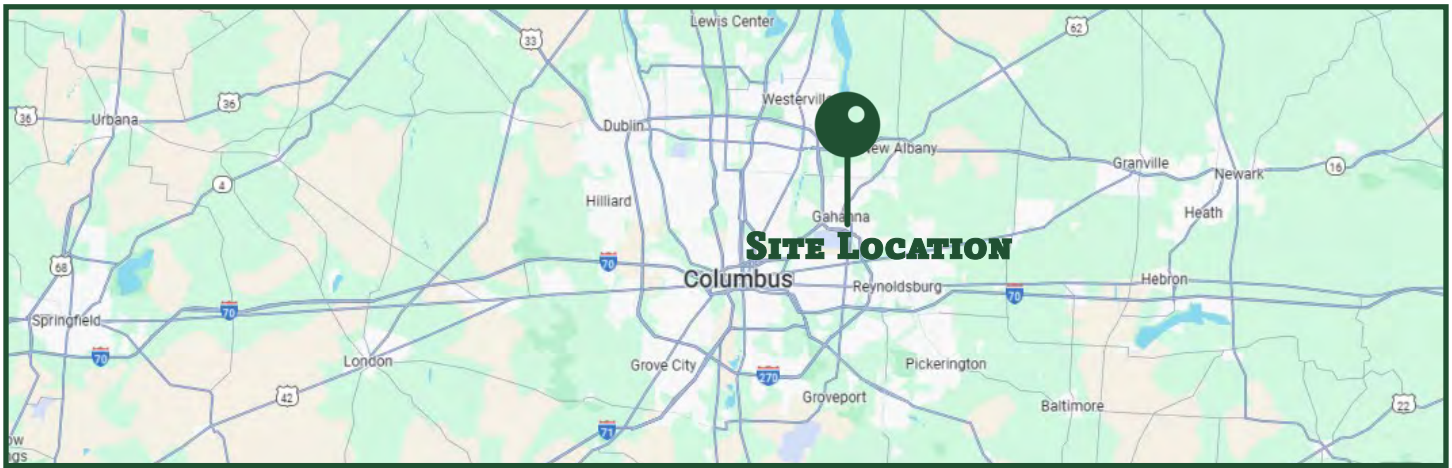 Lewis Center
33
62
Westerville
36
36
Urbana
Dublin
New Albany
Granville
16
Newark
4
Hilliard
Gahanna
Heath
Site Location
68
70
Columbus
Reynoldsburg
70
Hebron
70
Springfield
70
London
Grove City
270
Pickerington
42
Groveport
Baltimore
22
71
ow
ngs